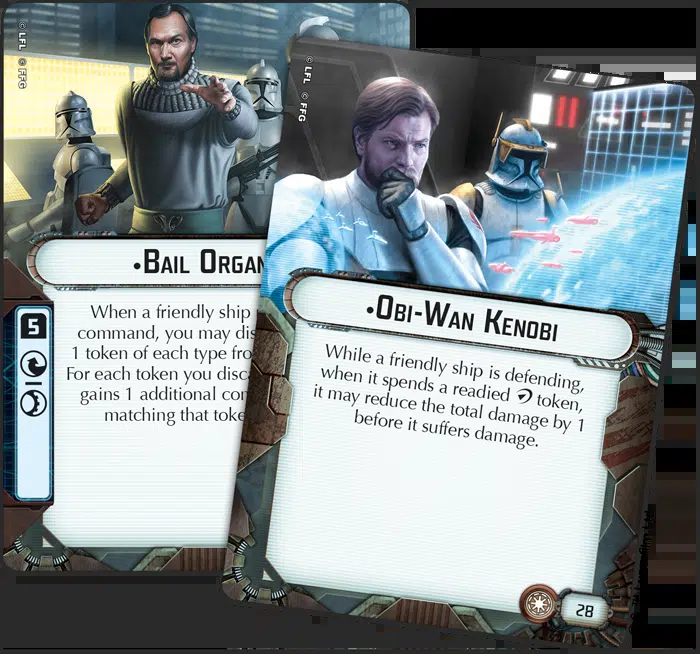 © LFL © FFG
•Bail Organ
When a friendly ship
command, you may dis
1 token of each type fro
For each token you disca
gains 1 additional con
matching that toke
5
© LFL © FFG
•Obi-Wan Kenobi
While a friendly ship is defending,
when it spends a readied token,
it may reduce the total damage by 1
before it suffers damage.
28